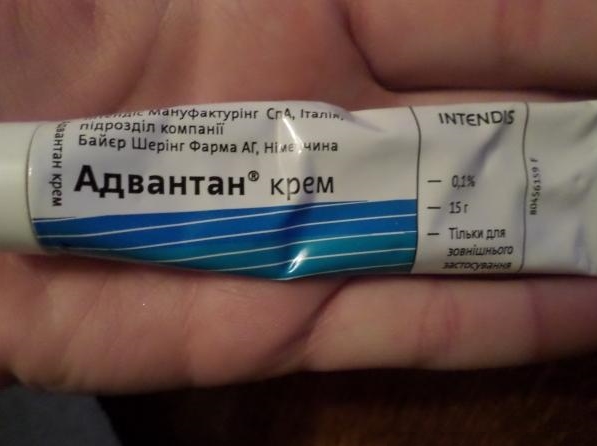 Мануфактурінг СпА, Італія,
підрозділ компанії
Байєр Шерінг Фарма АГ, Німеччина
Адвантан® крем
Адвантан крем
INTENDIS
— 0,1%
— 15 г
— Тільки для
зовнішнього
застосування
80456159 F